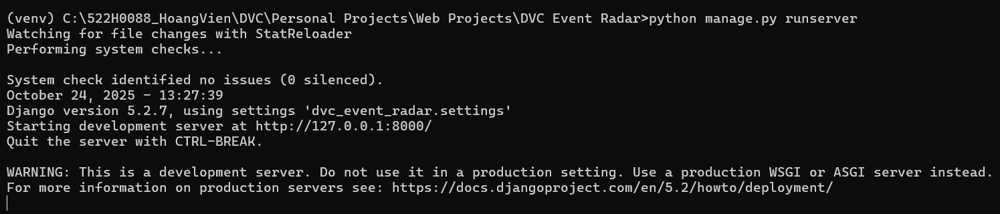 (venv) C:\522H0088_HoangVien\DVC\Personal Projects\Web Projects\DVC Event Radar>python manage.py runserver
Watching for file changes with StatReloader
Performing system checks...

System check identified no issues (0 silenced).
October 24, 2025 - 13:27:39
Django version 5.2.7, using settings 'dvc_event_radar.settings'
Starting development server at http://127.0.0.1:8000/
Quit the server with CTRL-BREAK.

WARNING: This is a development server. Do not use it in a production setting. Use a production WSGI or ASGI server instead.
For more information on production servers see: https://docs.djangoproject.com/en/5.2/howto/deployment/